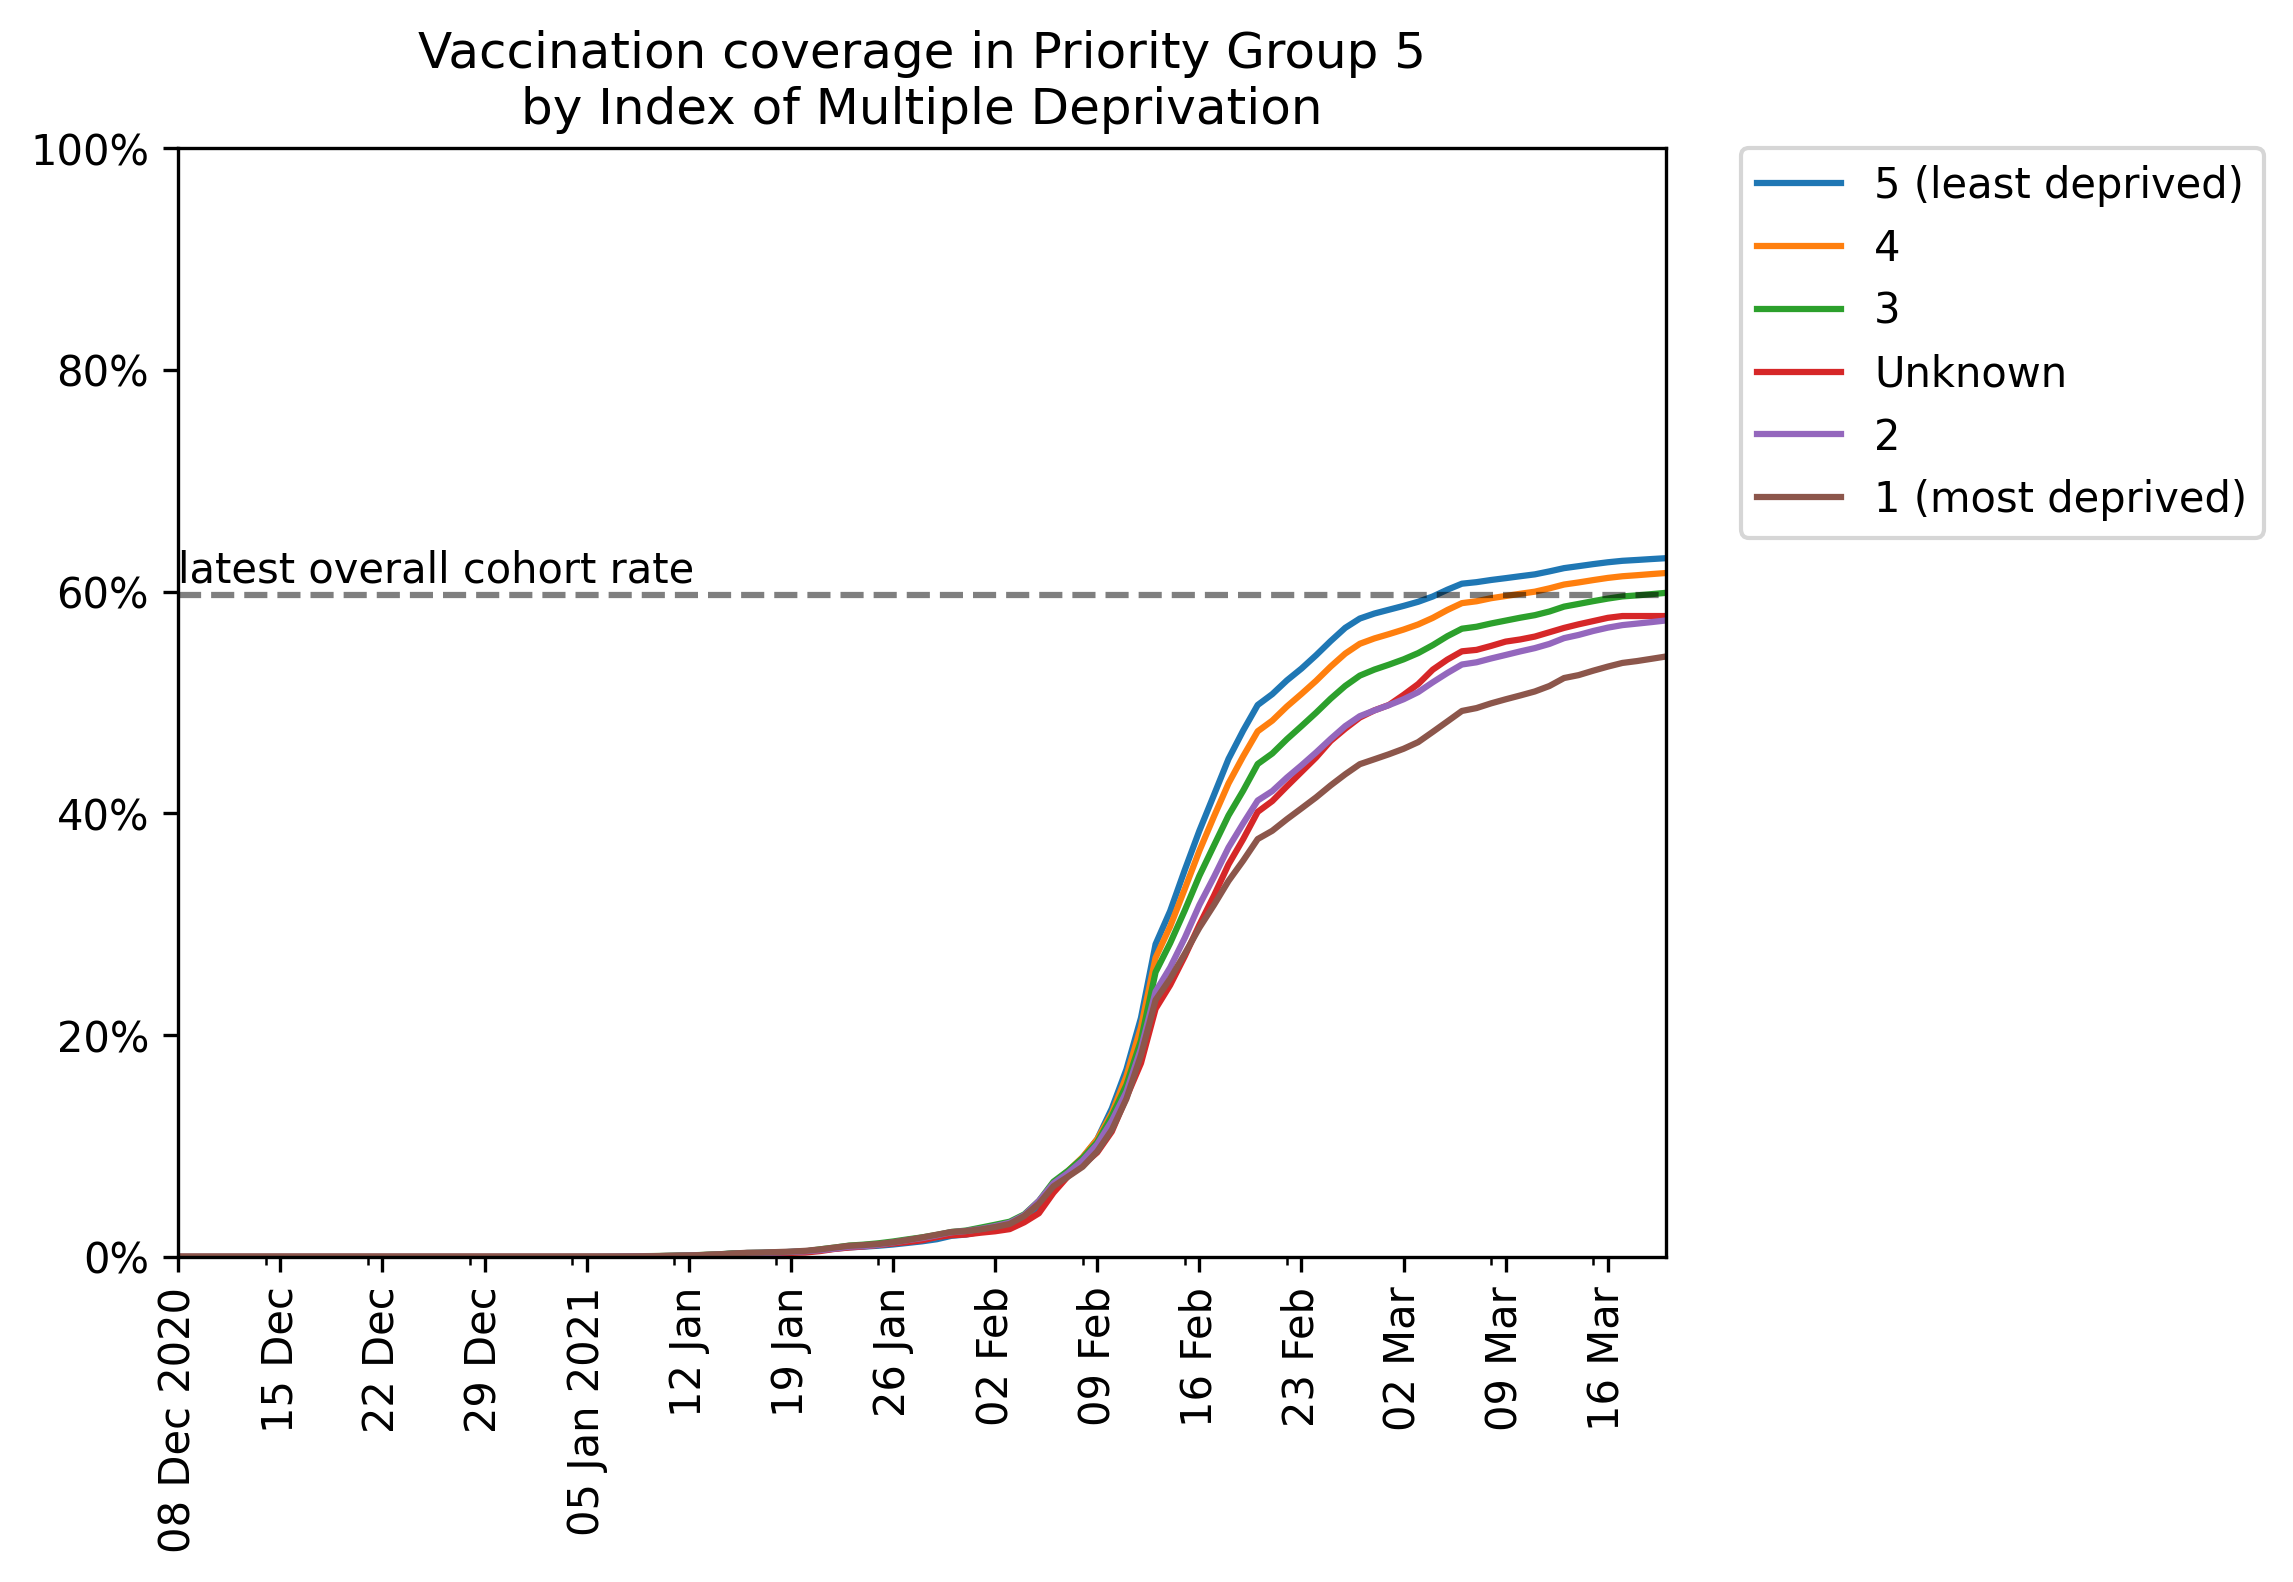 Vaccination coverage in Priority Group 5
by Index of Multiple Deprivation
100%
80%
60%
40%
20%
0%
latest overall cohort rate
08 Dec 2020
15 Dec
22 Dec
29 Dec
05 Jan 2021
12 Jan
19 Jan
26 Jan
02 Feb
09 Feb
16 Feb
23 Feb
02 Mar
09 Mar
16 Mar
5 (least deprived)
4
3
Unknown
2
1 (most deprived)